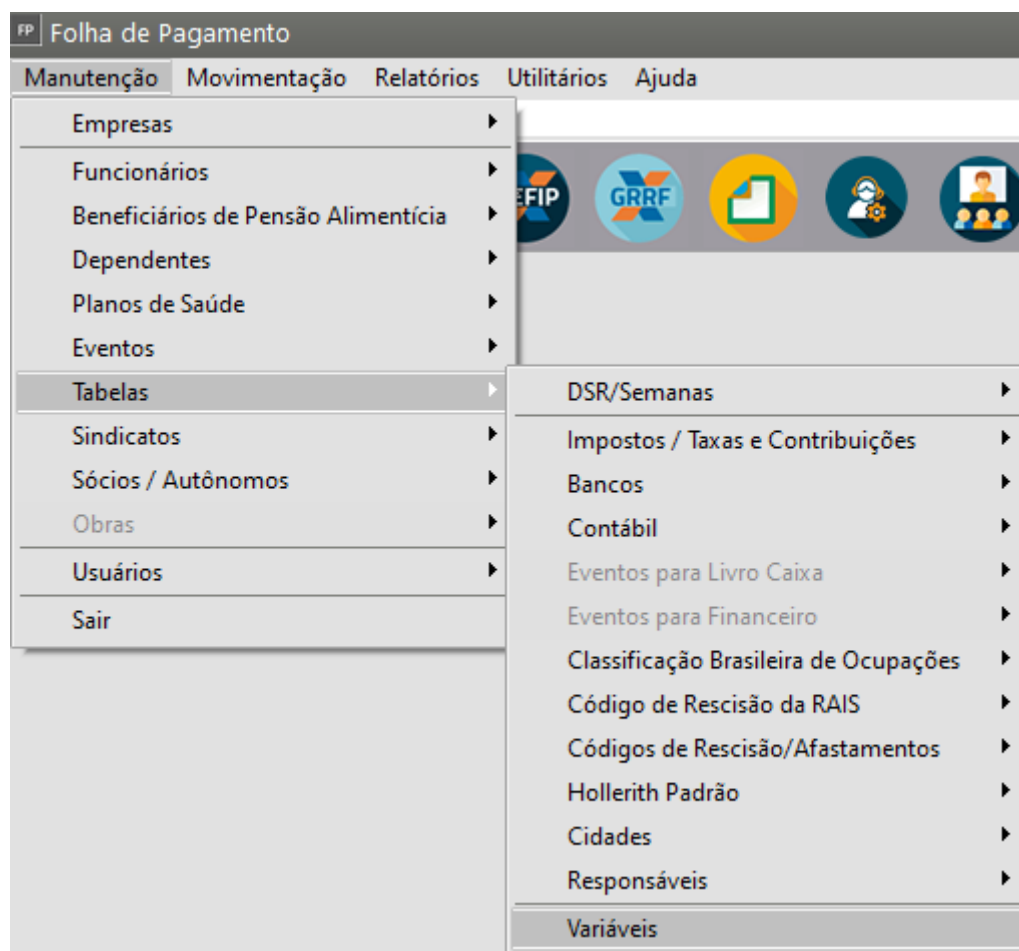 FP Folha de Pagamento
Manutenção Movimentação Relatórios Utilitários Ajuda
Empresas
Funcionários
Beneficiários de Pensão Alimentícia
Dependentes
Planos de Saúde
Eventos
Tabelas
Sindicatos
Sócios / Autônomos
Obras
Usuários
Sair
EFIP
GRRF
DSR/Semanas
Impostos / Taxas e Contribuições
Bancos
Contábil
Eventos para Livro Caixa
Eventos para Financeiro
Classificação Brasileira de Ocupações
Código de Rescisão da RAIS
Códigos de Rescisão/Afastamentos
Hollerith Padrão
Cidades
Responsáveis
Variáveis